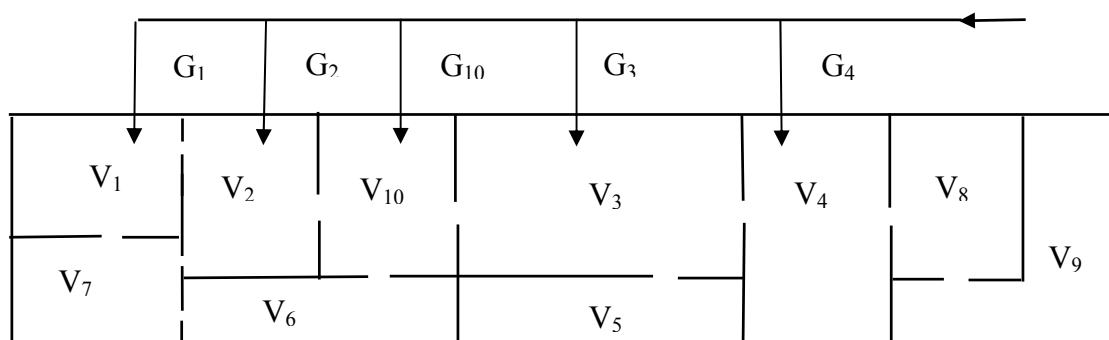 G₁ G₂ G₁₀ G₃ G₄
V₁ V₂ V₁₀ V₃ V₄ V₈
V₇ V₆ V₅ V₉